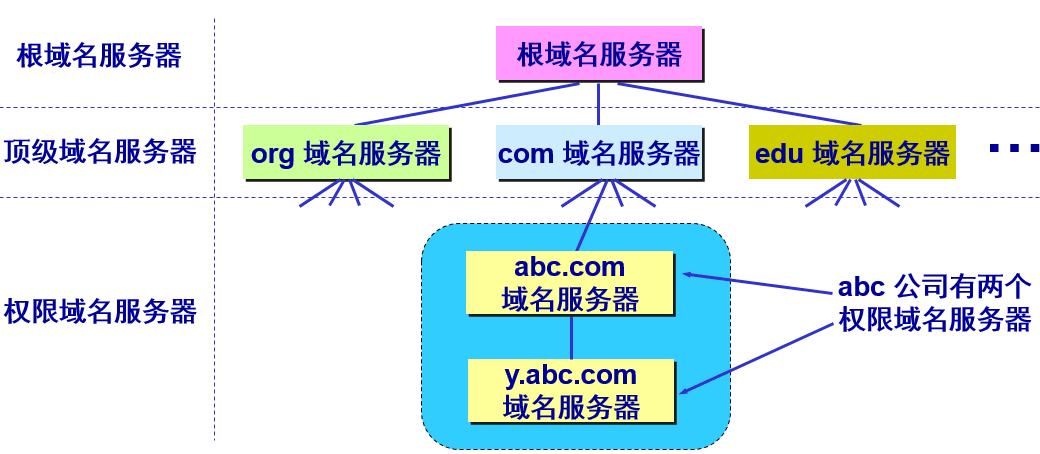 根域名服务器
根域名服务器
顶级域名服务器
org 域名服务器
com 域名服务器
edu 域名服务器
...
权限域名服务器
abc.com
域名服务器
y.abc.com
域名服务器
abc 公司有两个
权限域名服务器